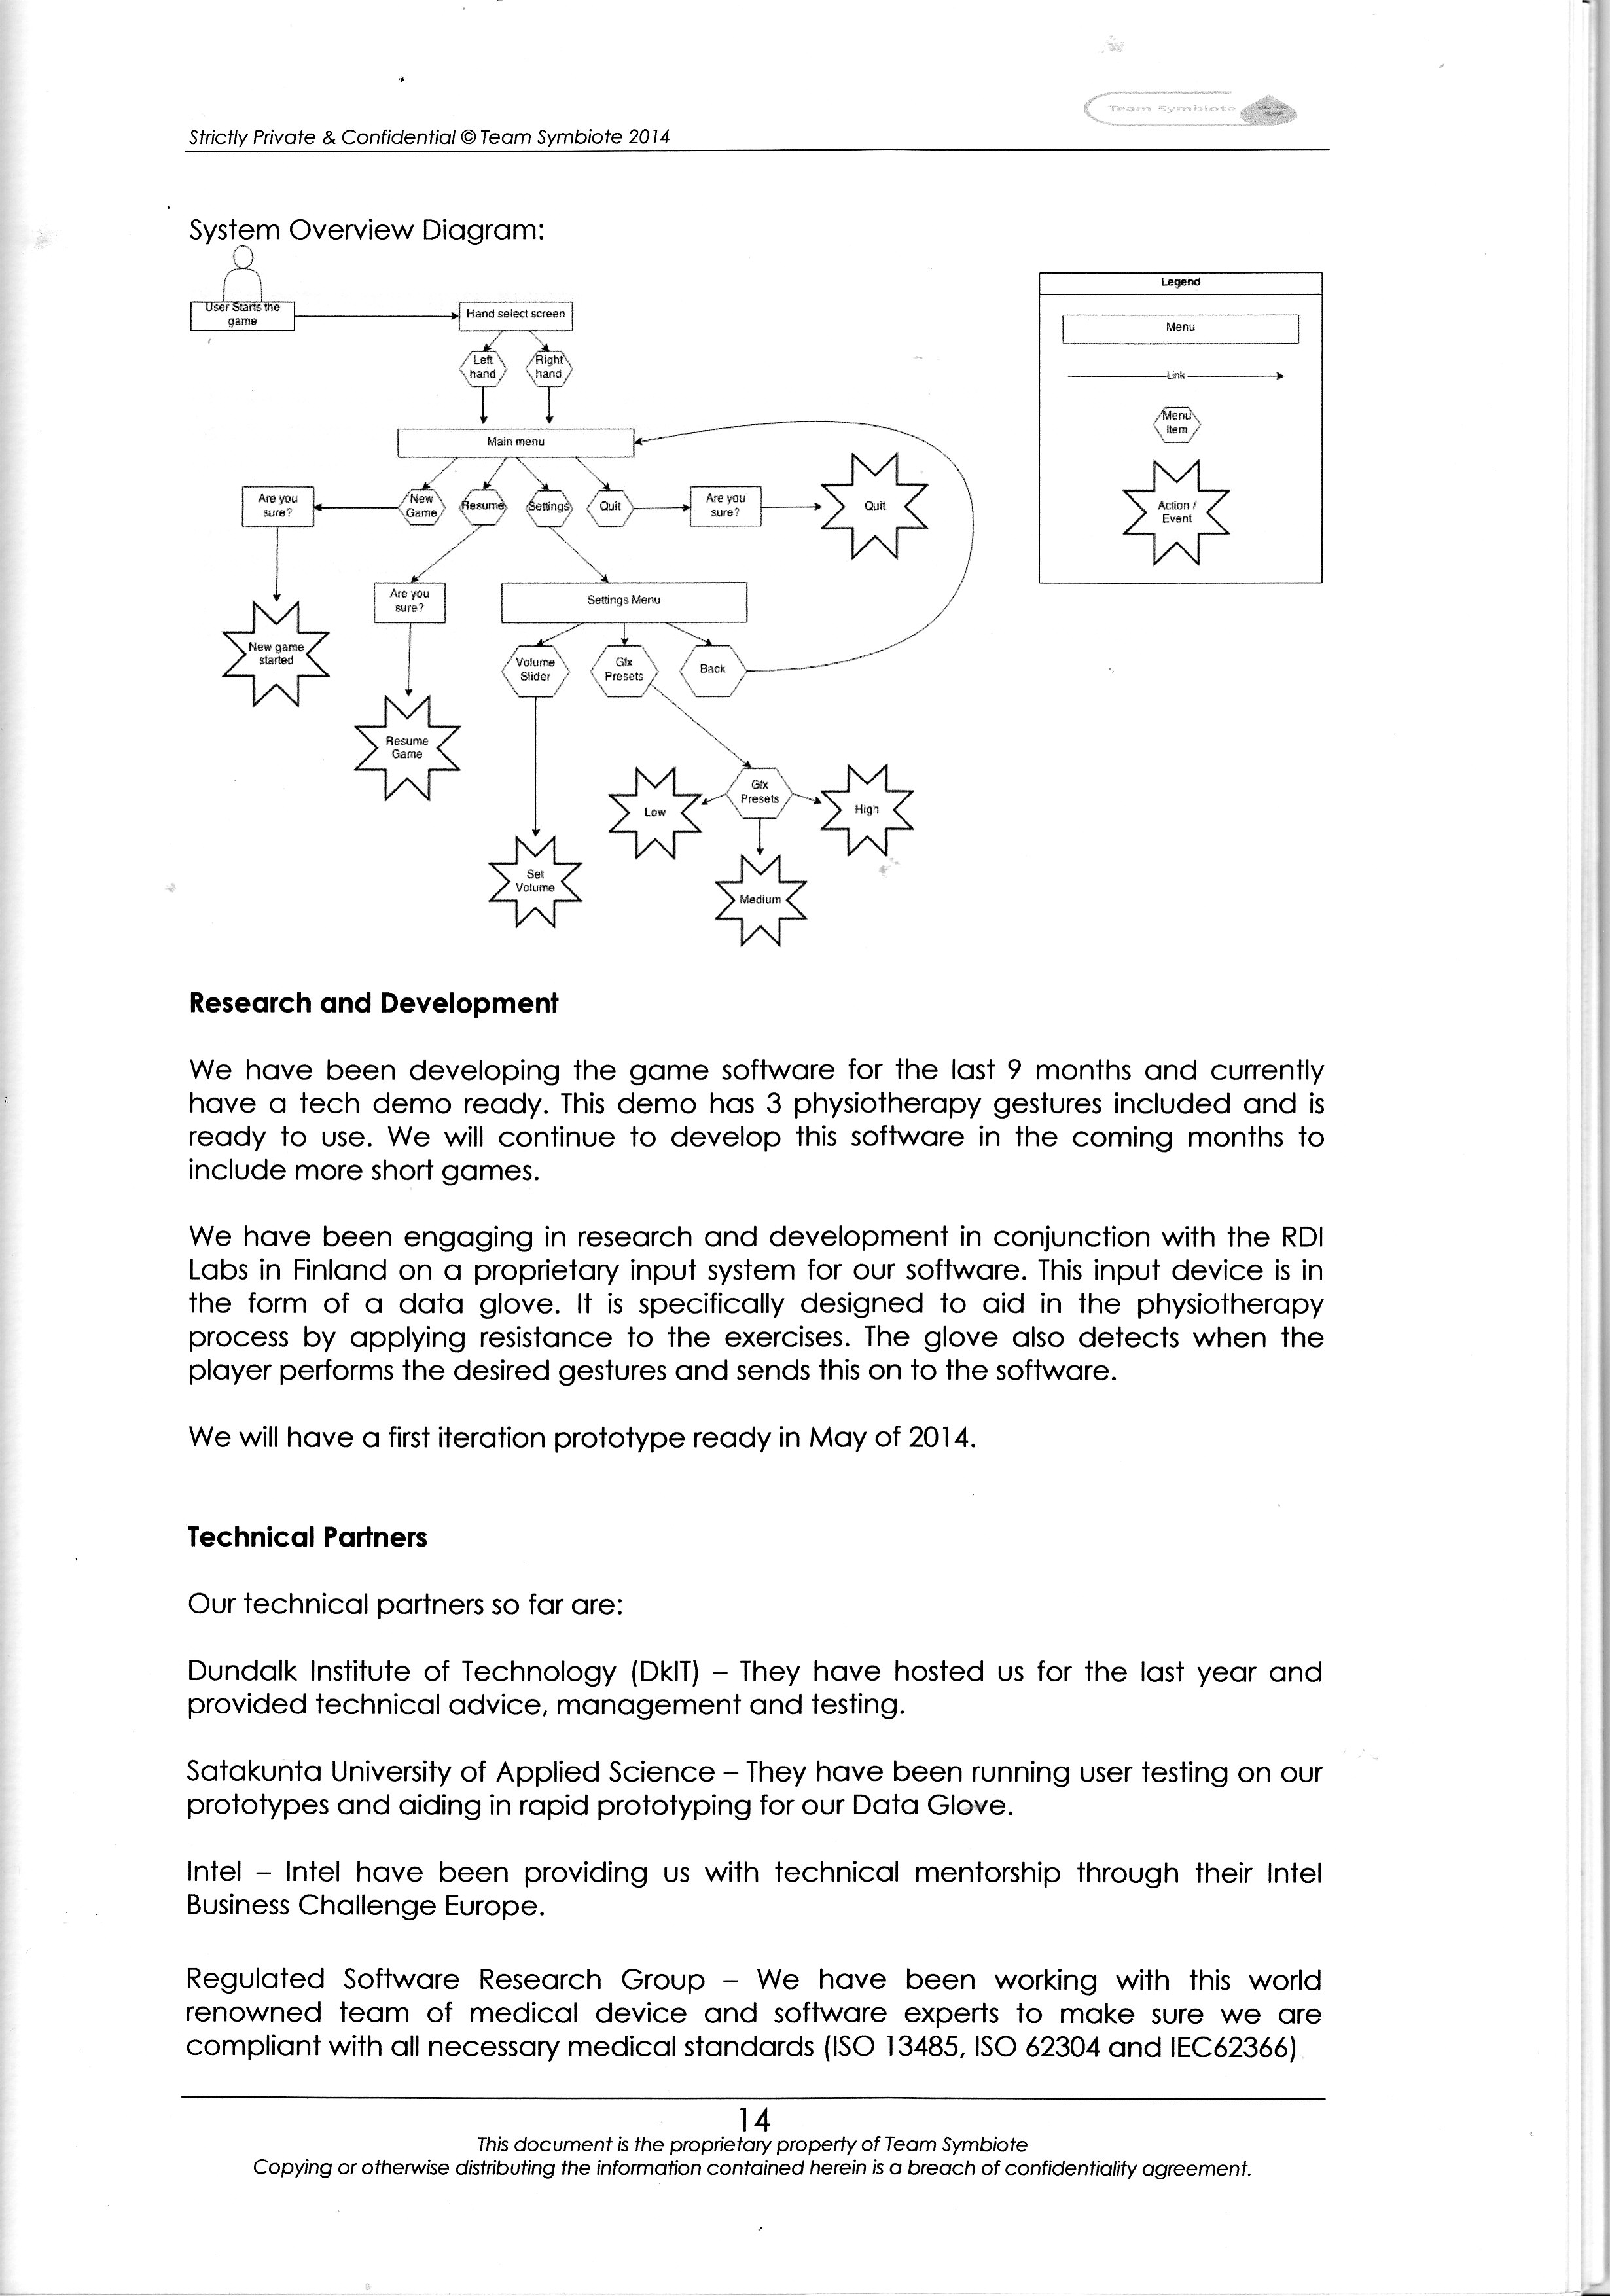 Team Symbiote
Strictly Private & Confidential © Team Symbiote 2014
System Overview Diagram:
User Starts the
game
Hand select screen
Left
hand
Right
hand
Main menu
Are you
sure?
New
Game
Resume
Settings
Quit
Are you
sure?
Quit
Are you
sure?
Settings Menu
New game
started
Volume
Slider
Gfx
Presets
Back
Resume
Game
Gfx
Presets
Low
High
Set
Volume
Medium
Legend
Menu
Link
Menu
Item
Action /
Event
Research and Development
We have been developing the game software for the last 9 months and currently
have a tech demo ready. This demo has 3 physiotherapy gestures included and is
ready to use. We will continue to develop this software in the coming months to
include more short games.
We have been engaging in research and development in conjunction with the RDI
Labs in Finland on a proprietary input system for our software. This input device is in
the form of a data glove. It is specifically designed to aid in the physiotherapy
process by applying resistance to the exercises. The glove also detects when the
player performs the desired gestures and sends this on to the software.
We will have a first iteration prototype ready in May of 2014.
Technical Partners
Our technical partners so far are:
Dundalk Institute of Technology (DkIT) – They have hosted us for the last year and
provided technical advice, management and testing.
Satakunta University of Applied Science – They have been running user testing on our
prototypes and aiding in rapid prototyping for our Data Glove.
Intel – Intel have been providing us with technical mentorship through their Intel
Business Challenge Europe.
Regulated Software Research Group – We have been working with this world
renowned team of medical device and software experts to make sure we are
compliant with all necessary medical standards (ISO 13485, ISO 62304 and IEC62366)
14
This document is the proprietary property of Team Symbiote
Copying or otherwise distributing the information contained herein is a breach of confidentiality agreement.